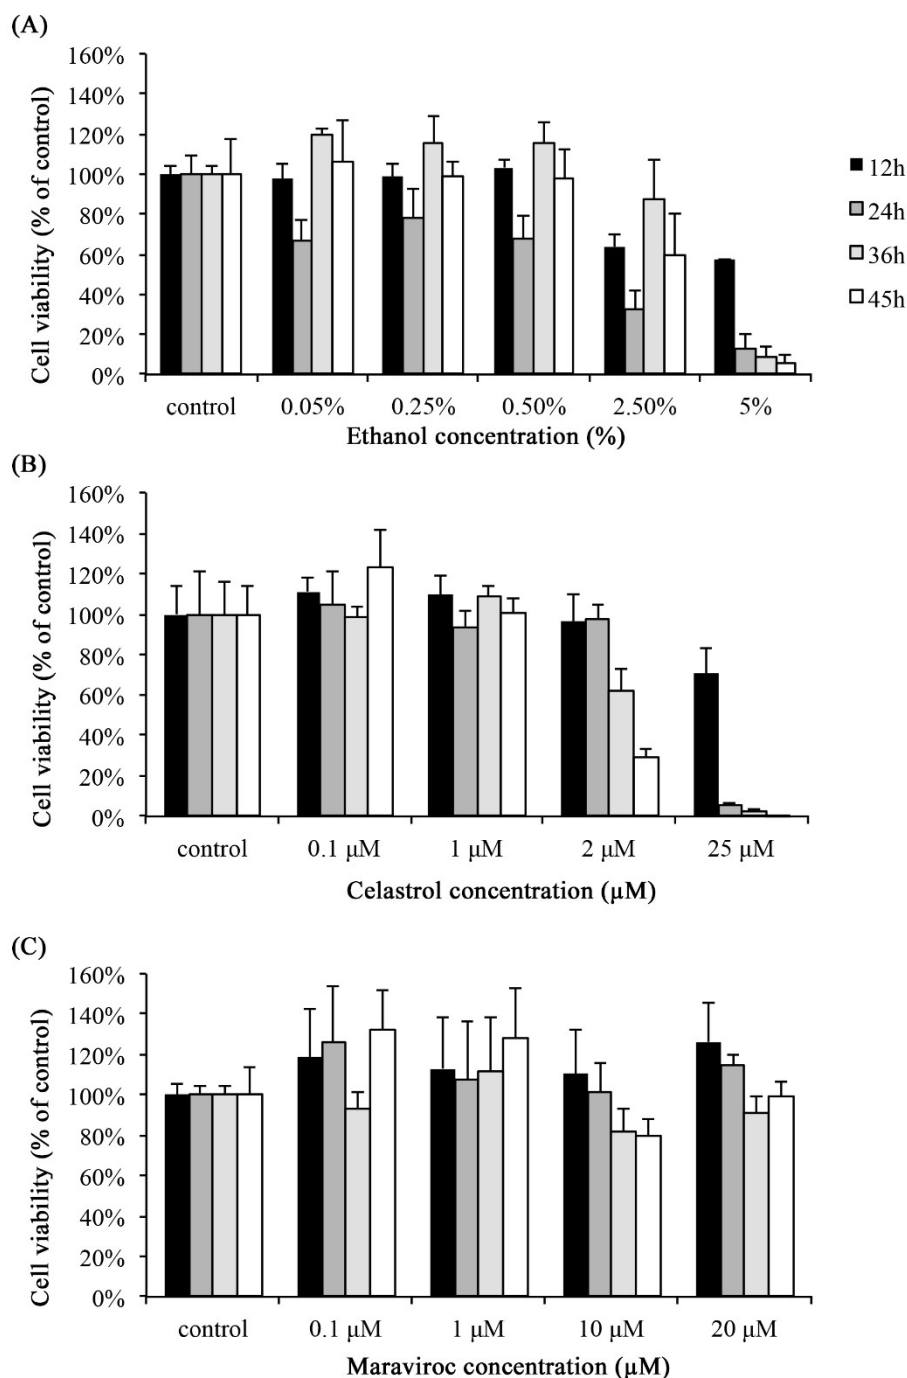 (A)
Cell viability (% of control)
160%
140%
120%
100%
80%
60%
40%
20%
0%
control 0.05% 0.25% 0.50% 2.50% 5%
Ethanol concentration (%)
12h
24h
36h
45h
(B)
Cell viability (% of control)
160%
140%
120%
100%
80%
60%
40%
20%
0%
control 0.1 µM 1 µM 2 µM 25 µM
Celastrol concentration (µM)
(C)
Cell viability (% of control)
160%
140%
120%
100%
80%
60%
40%
20%
0%
control 0.1 µM 1 µM 10 µM 20 µM
Maraviroc concentration (µM)